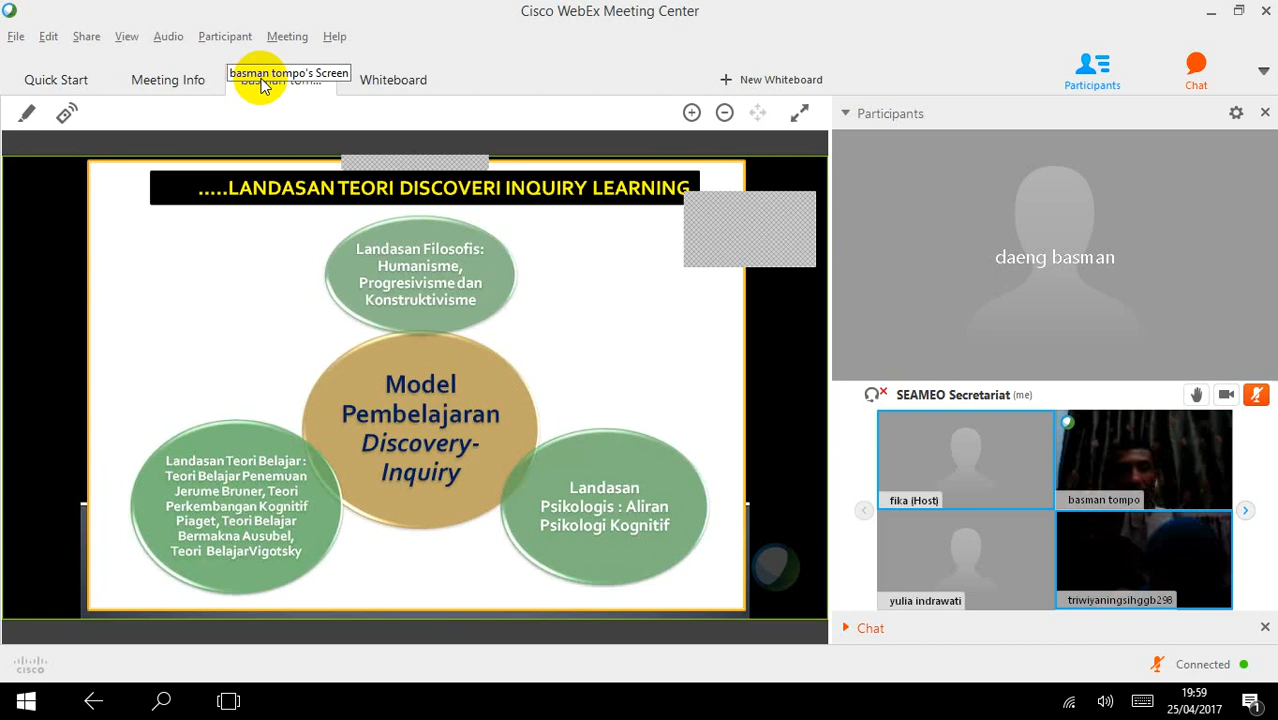 Cisco WebEx Meeting Center
File Edit Share View Audio Participant Meeting Help
Quick Start
Meeting Info
basman tompo's Screen
Whiteboard
New Whiteboard
Participants
Chat
Participants
.....LANDASAN TEORI DISCOVERI INQUIRY LEARNING
Landasan Filosofis:
Humanisme,
Progresivisme dan
Konstruktivisme
Model
Pembelajaran
Discovery-
Inquiry
Landasan Teori Belajar :
Teori Belajar Penemuan
Jerume Bruner, Teori
Perkembangan Kognitif
Piaget, Teori Belajar
Bermakna Ausubel,
Teori BelajarVigotsky
Landasan
Psikologis : Aliran
Psikologi Kognitif
daeng basman
SEAMEO Secretariat (me)
fika (Host)
basman tompo
yulia indrawati
triwiyaningsihggb298
Chat
cisco
Connected
19:59
25/04/2017
1